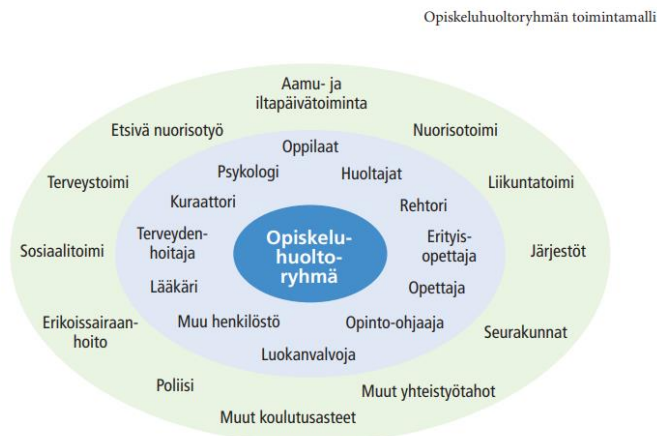 Opiskeluhuoltoryhmän toimintamalli
Aamu- ja
iltapäivätoiminta
Etsivä nuorisotyö
Nuorisotoimi
Oppilaat
Psykologi
Huoltajat
Terveystoimi
Liikuntatoimi
Kuraattori
Rehtori
Terveyden-
hoitaja
Opiskelu-
huolto-
ryhmä
Erityis-
opettaja
Sosiaalitoimi
Järjestöt
Lääkäri
Opettaja
Erikoissairaan-
hoito
Muu henkilöstö
Opinto-ohjaaja
Seurakunnat
Luokanvalvoja
Poliisi
Muut yhteistyötahot
Muut koulutusasteet